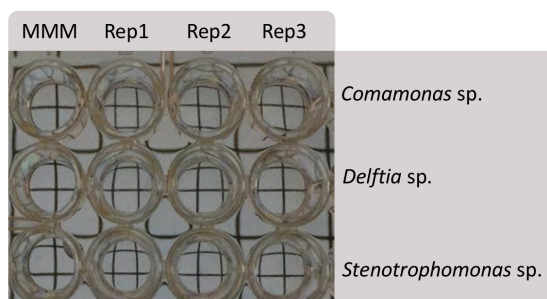 MMM Rep1 Rep2 Rep3
Comamonas sp.
Delftia sp.
Stenotrophomonas sp.